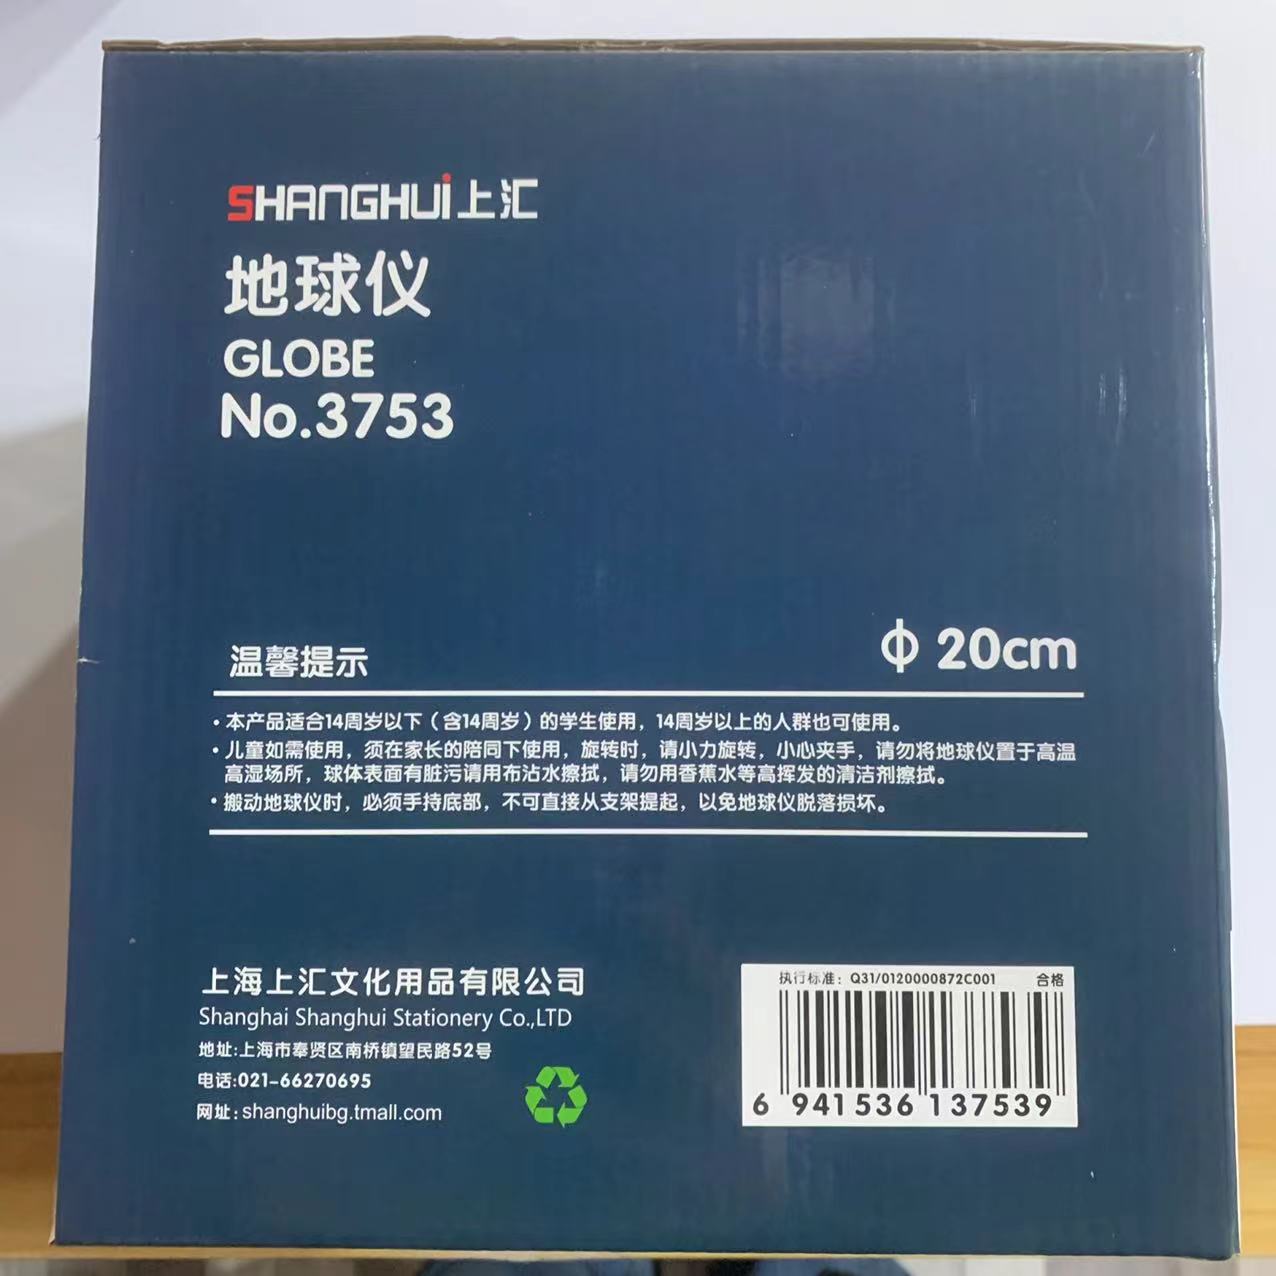 SHANGHUi上汇
地球仪
GLOBE
No.3753
ф 20cm
温馨提示
·本产品适合14周岁以下（含14周岁）的学生使用，14周岁以上的人群也可使用。
·儿童如需使用，须在家长的陪同下使用，旋转时，请小力旋转，小心夹手，请勿将地球仪置于高温
高湿场所，球体表面有脏污请用布沾水擦拭，请勿用香蕉水等高挥发的清洁剂擦拭。
·搬动地球仪时，必须手持底部，不可直接从支架提起，以免地球仪脱落损坏。
上海上汇文化用品有限公司
Shanghai Shanghui Stationery Co.,LTD
地址:上海市奉贤区南桥镇望民路52号
电话:021-66270695
网址:shanghuibg.tmall.com
执行标准：Q31/0120000872C001 合格
6 941536 137539